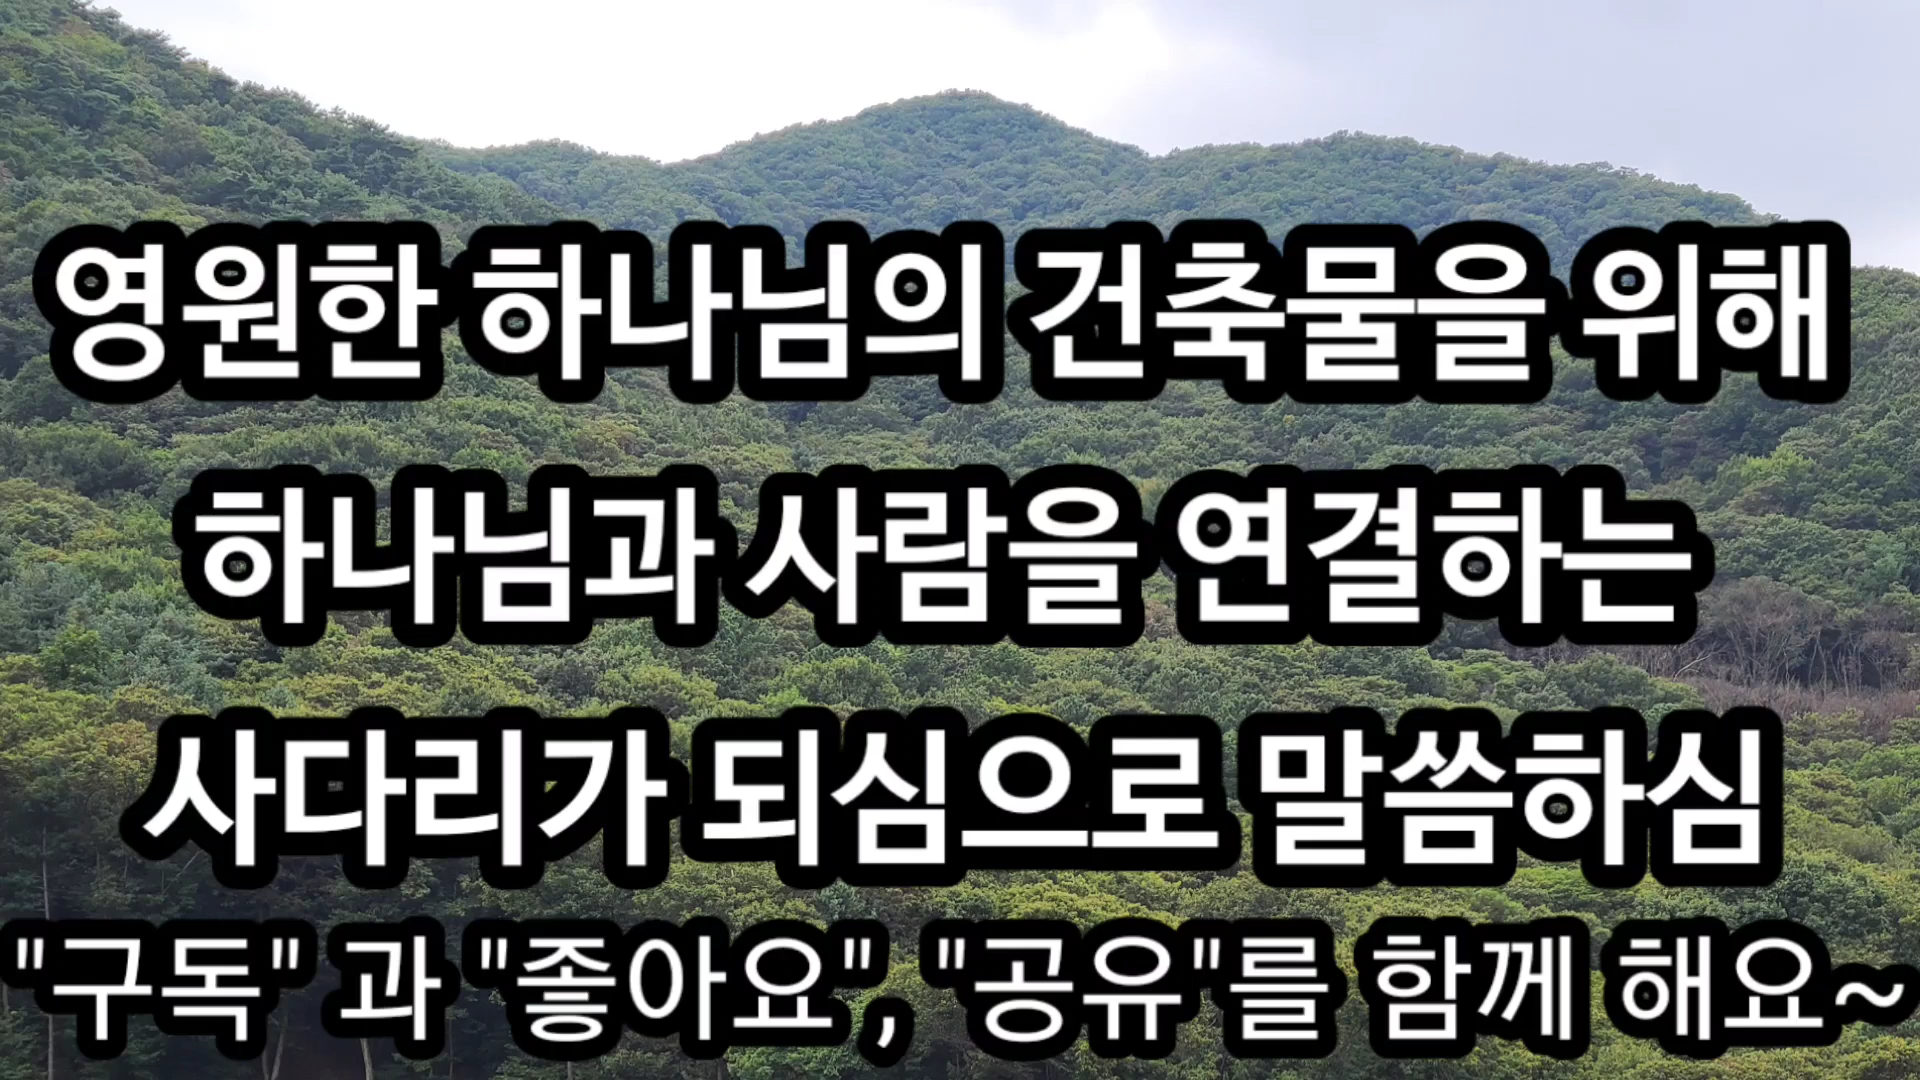 영원한 하나님의 건축물을 위해
하나님과 사람을 연결하는
사다리가 되심으로 말씀하심
"구독" 과 "좋아요", "공유"를 함께 해요~